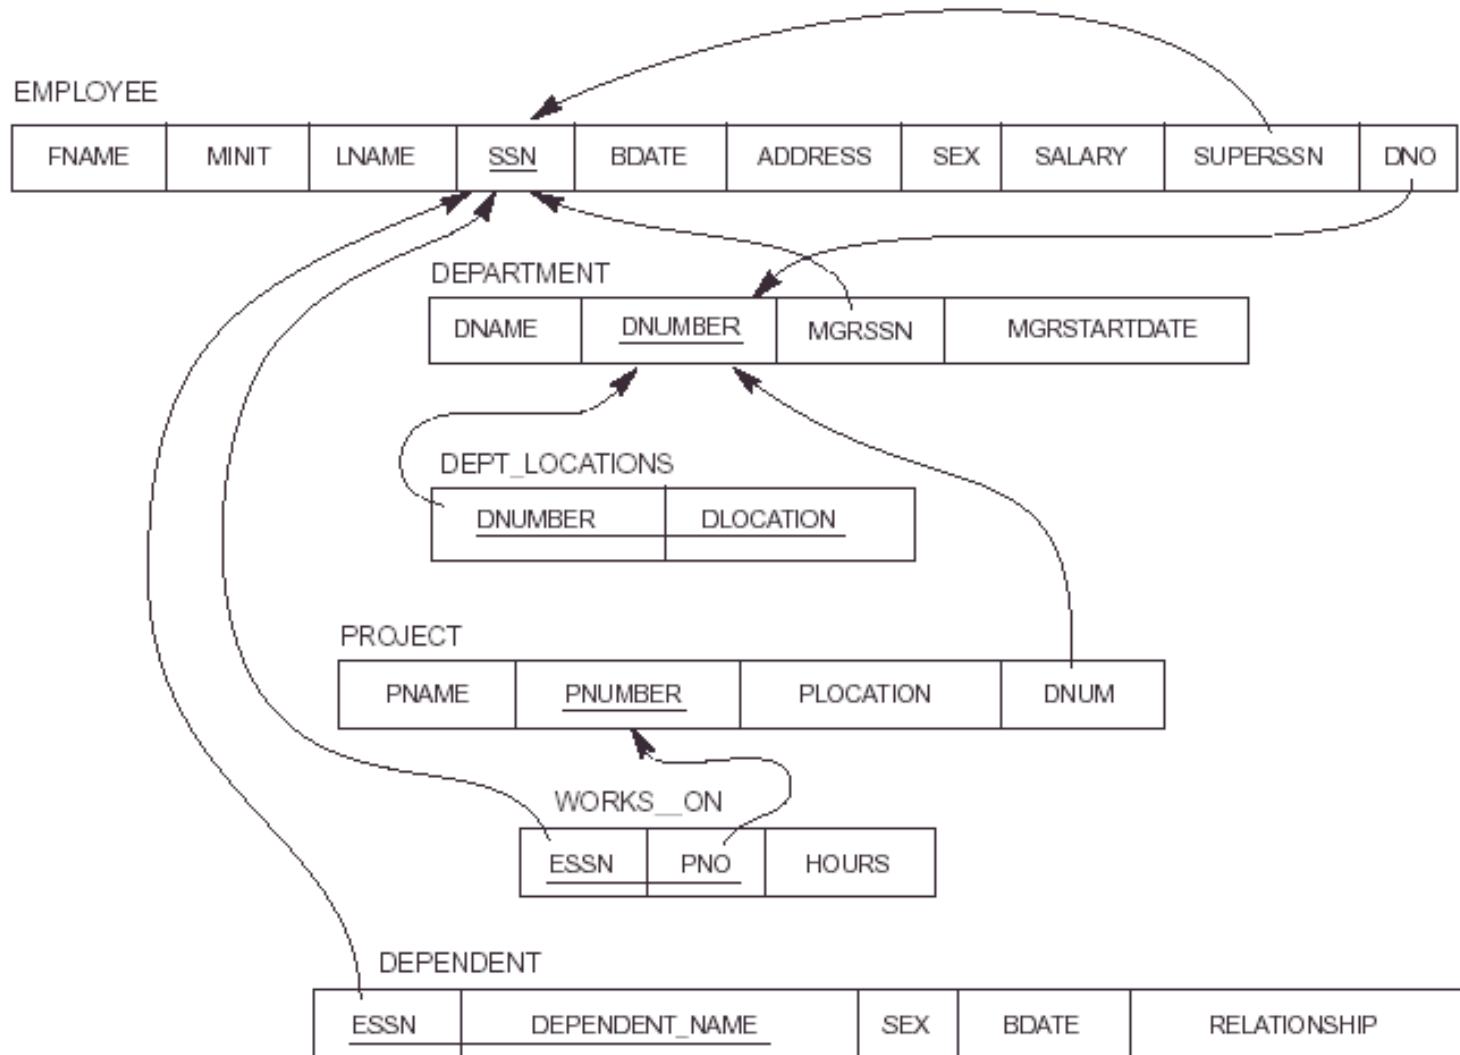 EMPLOYEE
FNAME MINIT LNAME SSN BDATE ADDRESS SEX SALARY SUPERSSN DNO
DEPARTMENT
DNAME DNUMBER MGRSSN MGRSTARTDATE
DEPT_LOCATIONS
DNUMBER DLOCATION
PROJECT
PNAME PNUMBER PLOCATION DNUM
WORKS__ON
ESSN PNO HOURS
DEPENDENT
ESSN DEPENDENT_NAME SEX BDATE RELATIONSHIP